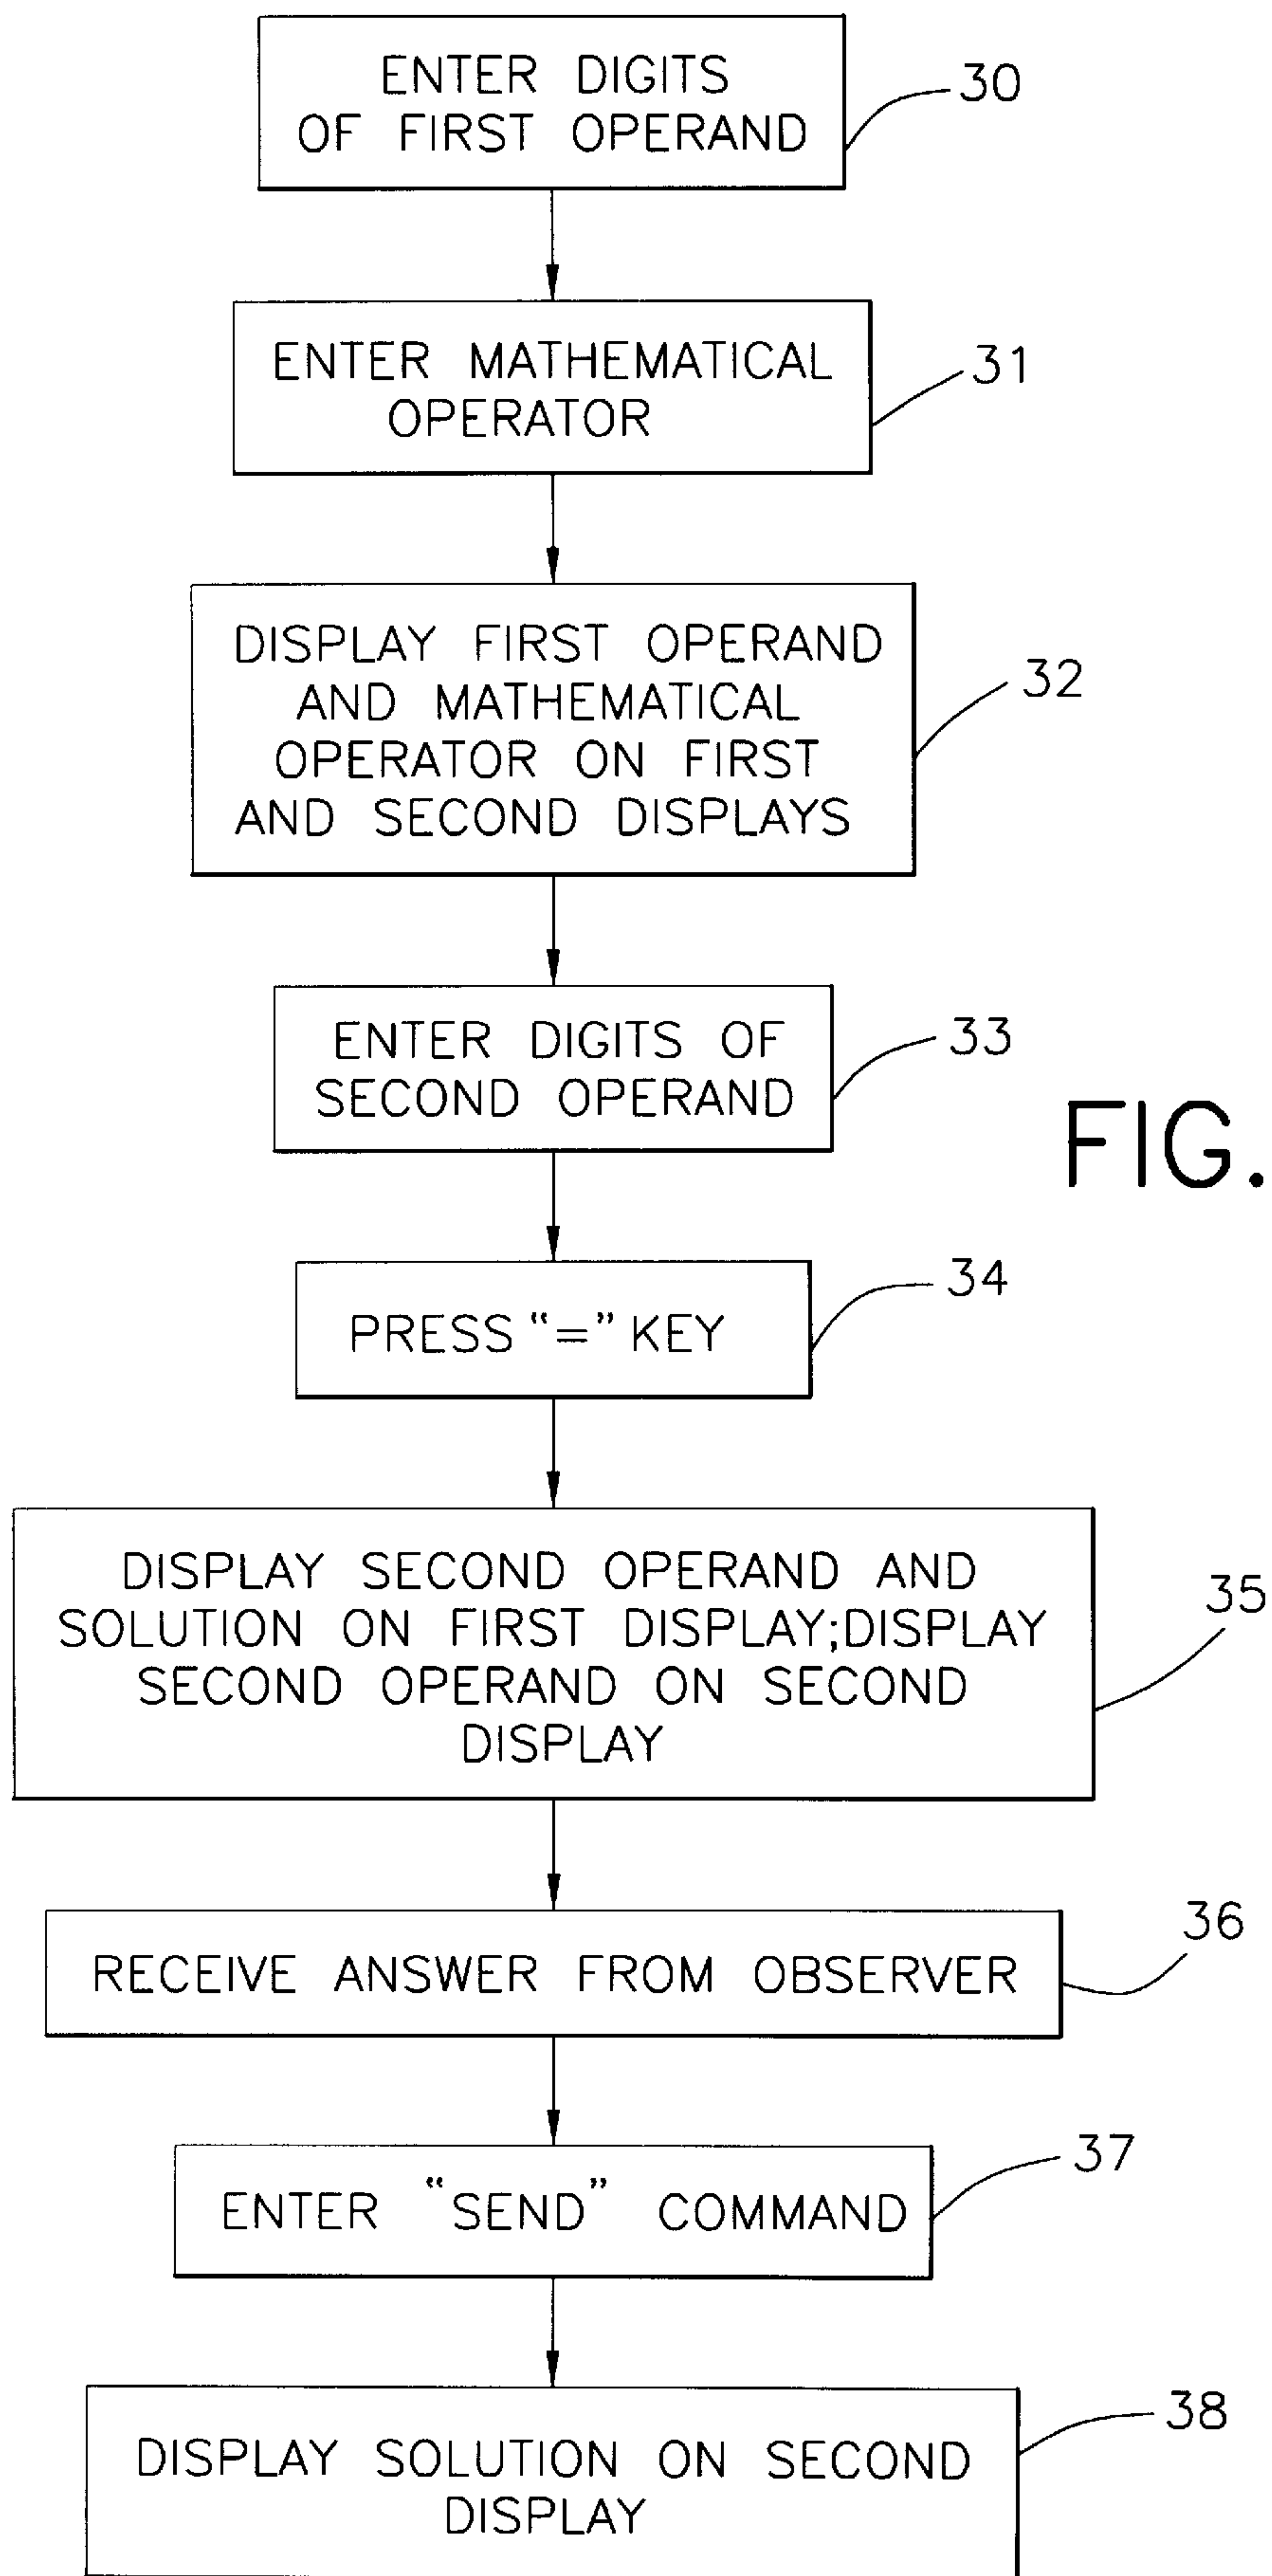 ENTER DIGITS
OF FIRST OPERAND
30
ENTER MATHEMATICAL
OPERATOR
31
DISPLAY FIRST OPERAND
AND MATHEMATICAL
OPERATOR ON FIRST
AND SECOND DISPLAYS
32
ENTER DIGITS OF
SECOND OPERAND
33
FIG.
PRESS “=” KEY
34
DISPLAY SECOND OPERAND AND
SOLUTION ON FIRST DISPLAY;DISPLAY
SECOND OPERAND ON SECOND
DISPLAY
35
RECEIVE ANSWER FROM OBSERVER
36
ENTER “SEND” COMMAND
37
DISPLAY SOLUTION ON SECOND
DISPLAY
38